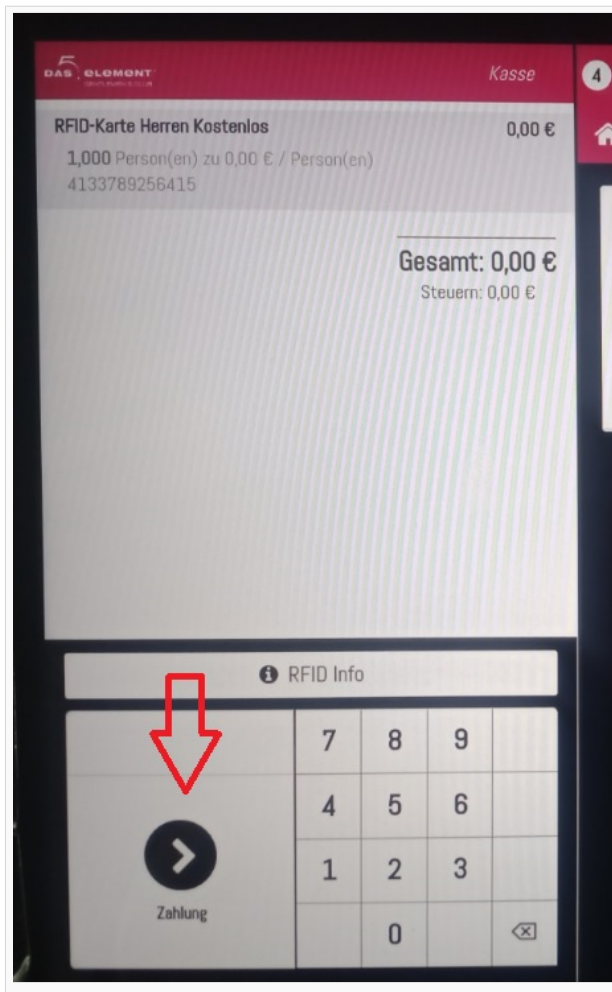 5
DAS ELEMENT
Kasse
4
RFID-Karte Herren Kostenlos 0,00 €
1,000 Person(en) zu 0,00 € / Person(en)
4133789256415
Gesamt: 0,00 €
Steuern: 0,00 €
RFID Info
7 8 9
4 5 6
1 2 3
Zahlung
0